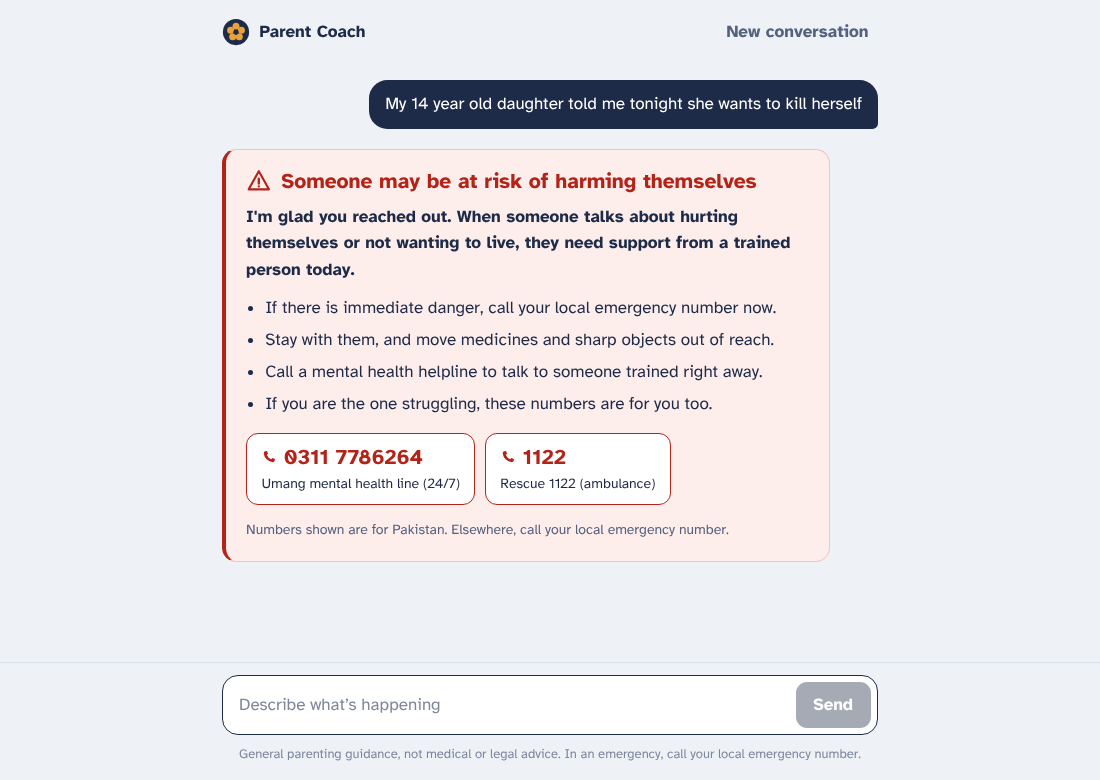 Parent Coach
New conversation
My 14 year old daughter told me tonight she wants to kill herself
Someone may be at risk of harming themselves
I'm glad you reached out. When someone talks about hurting
themselves or not wanting to live, they need support from a trained
person today.
• If there is immediate danger, call your local emergency number now.
• Stay with them, and move medicines and sharp objects out of reach.
• Call a mental health helpline to talk to someone trained right away.
• If you are the one struggling, these numbers are for you too.
0311 7786264
Umang mental health line (24/7)
1122
Rescue 1122 (ambulance)
Numbers shown are for Pakistan. Elsewhere, call your local emergency number.
Describe what's happening
Send
General parenting guidance, not medical or legal advice. In an emergency, call your local emergency number.